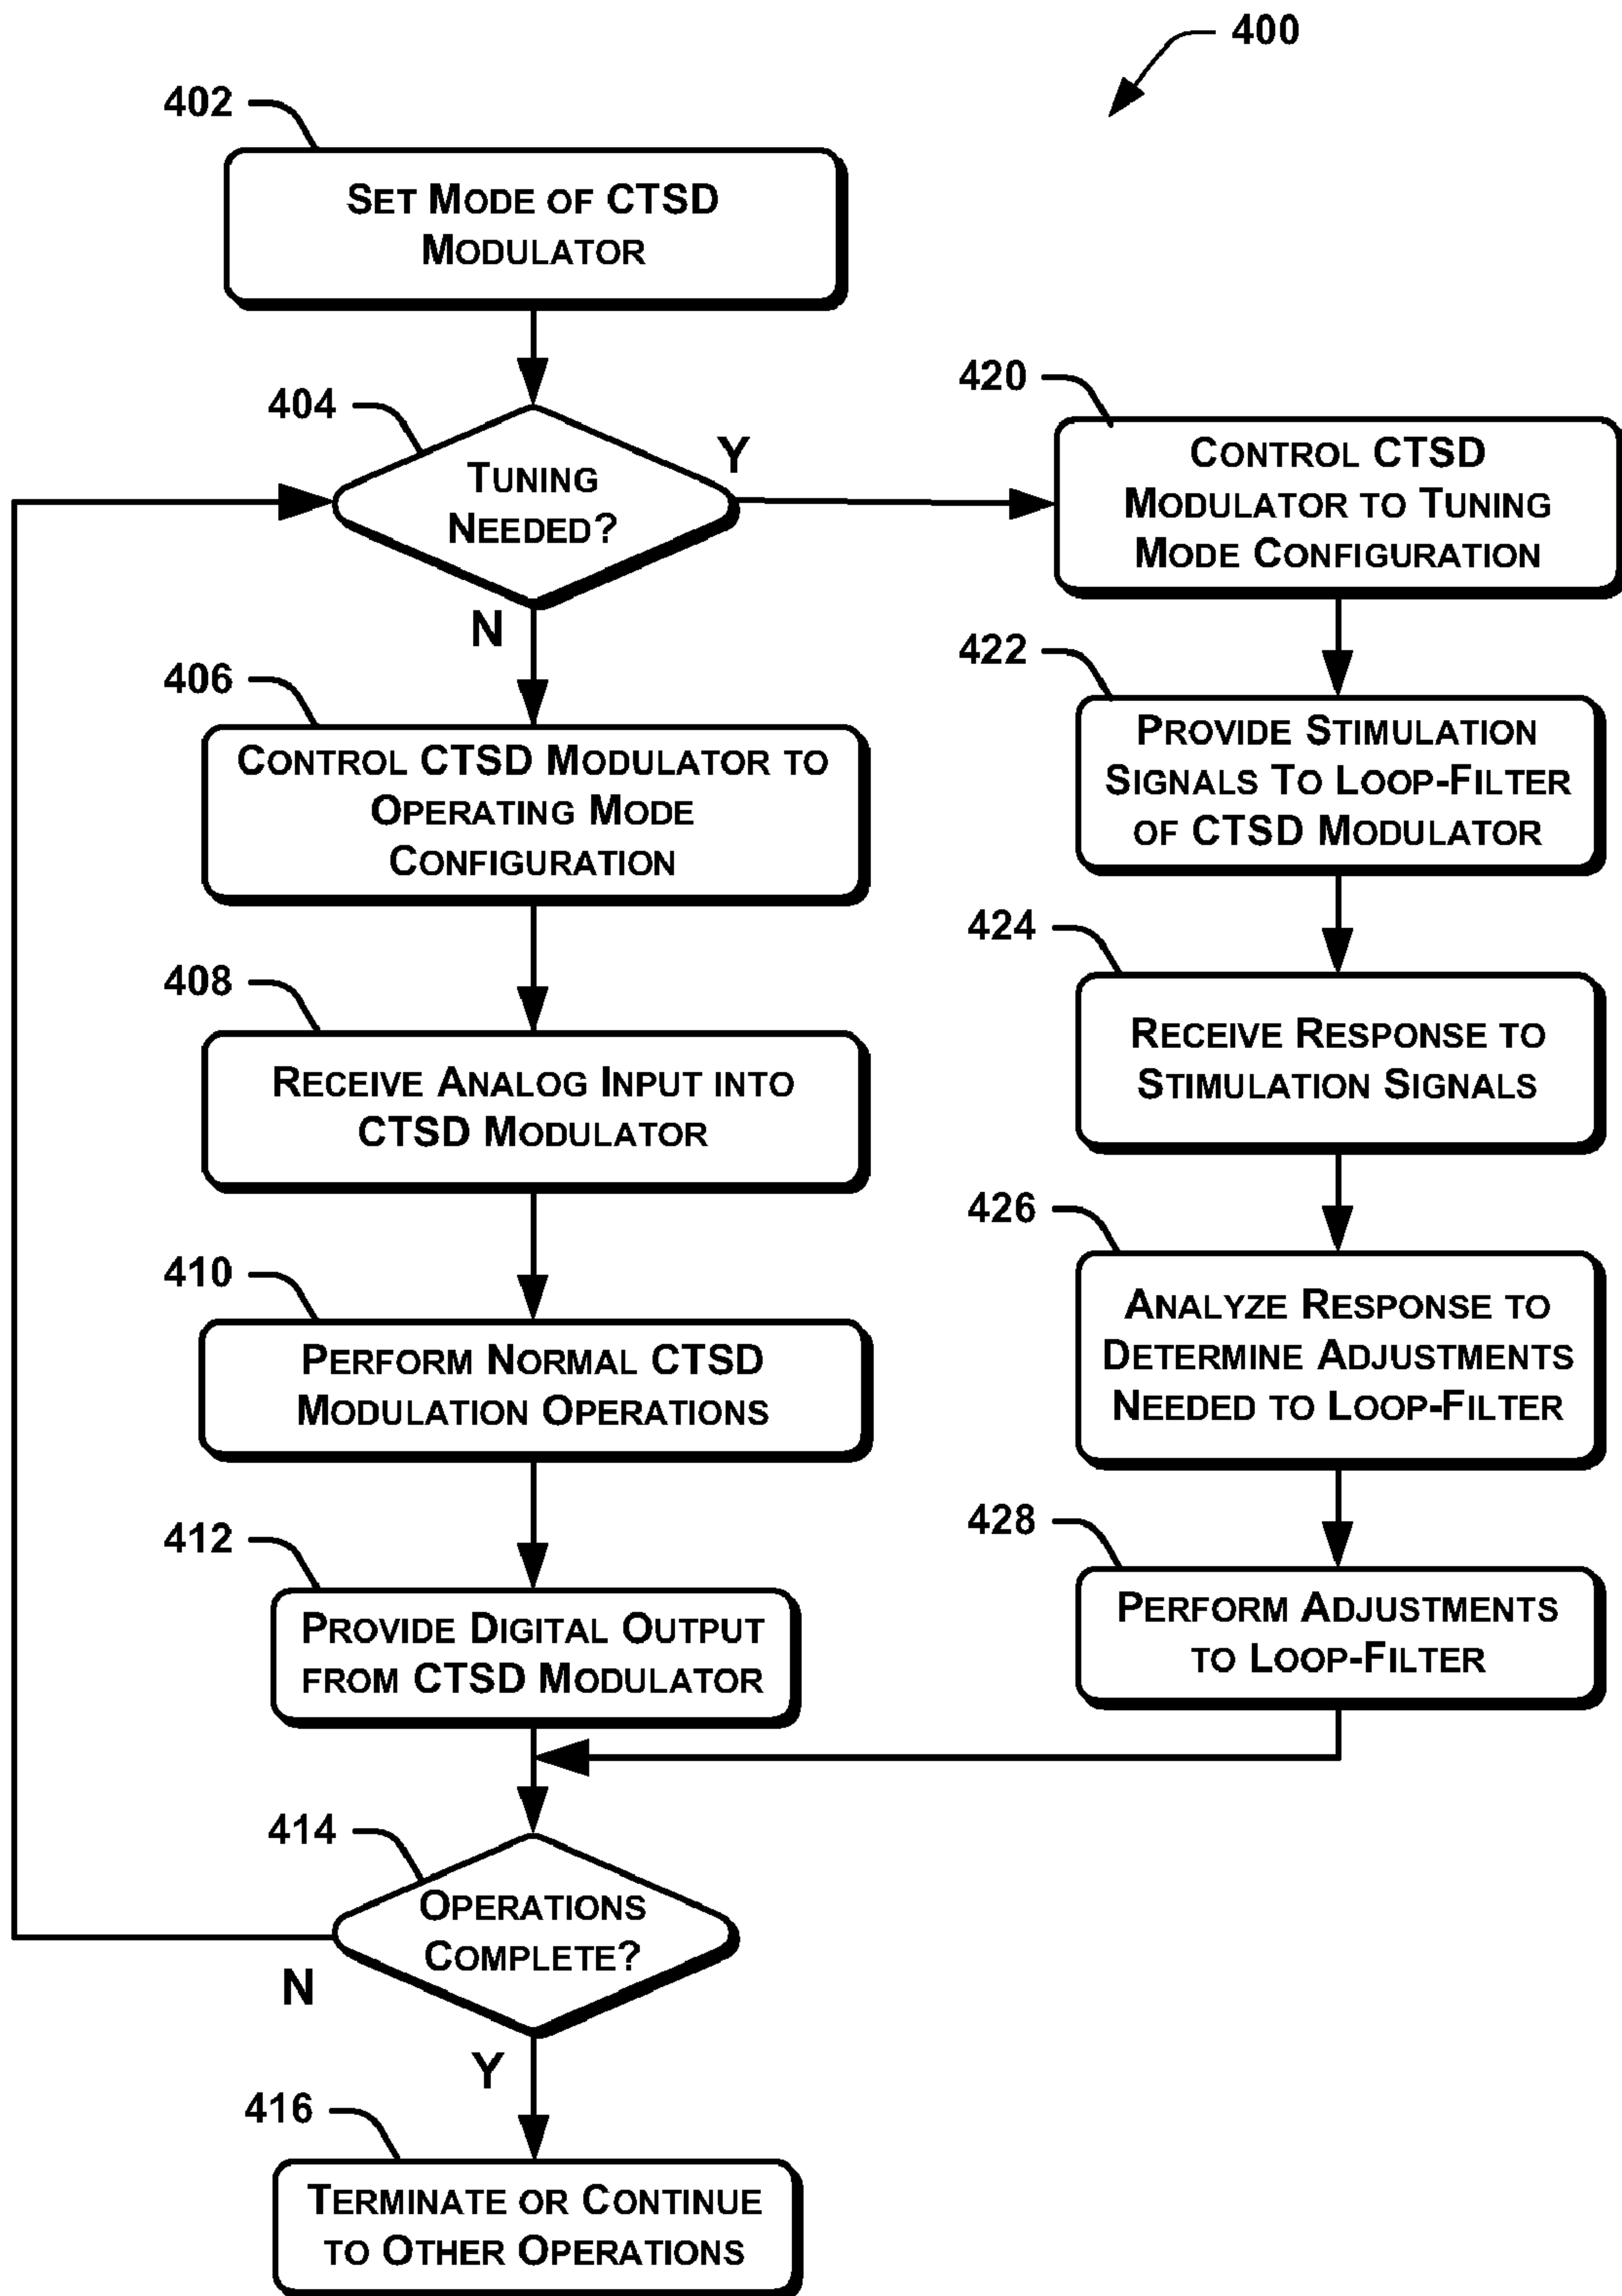 400
402
SET MODE OF CTSD
MODULATOR
404
TUNING
NEEDED?
Y
N
406
CONTROL CTSD MODULATOR TO
OPERATING MODE
CONFIGURATION
408
RECEIVE ANALOG INPUT INTO
CTSD MODULATOR
410
PERFORM NORMAL CTSD
MODULATION OPERATIONS
412
PROVIDE DIGITAL OUTPUT
FROM CTSD MODULATOR
414
OPERATIONS
COMPLETE?
N
Y
416
TERMINATE OR CONTINUE
TO OTHER OPERATIONS
420
CONTROL CTSD
MODULATOR TO TUNING
MODE CONFIGURATION
422
PROVIDE STIMULATION
SIGNALS TO LOOP-FILTER
OF CTSD MODULATOR
424
RECEIVE RESPONSE TO
STIMULATION SIGNALS
426
ANALYZE RESPONSE TO
DETERMINE ADJUSTMENTS
NEEDED TO LOOP-FILTER
428
PERFORM ADJUSTMENTS
TO LOOP-FILTER